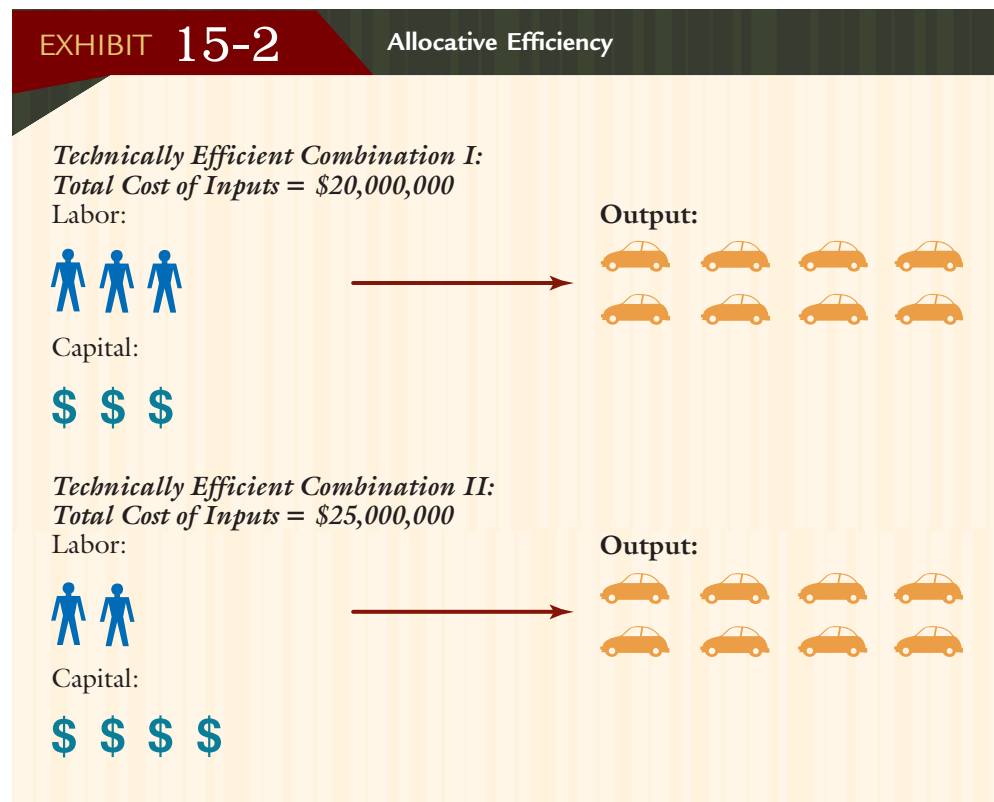 EXHIBIT 15-2
Allocative Efficiency
Technically Efficient Combination I:
Total Cost of Inputs = $20,000,000
Labor:
Output:
Capital:
$ $ $
Technically Efficient Combination II:
Total Cost of Inputs = $25,000,000
Labor:
Output:
Capital:
$ $ $ $